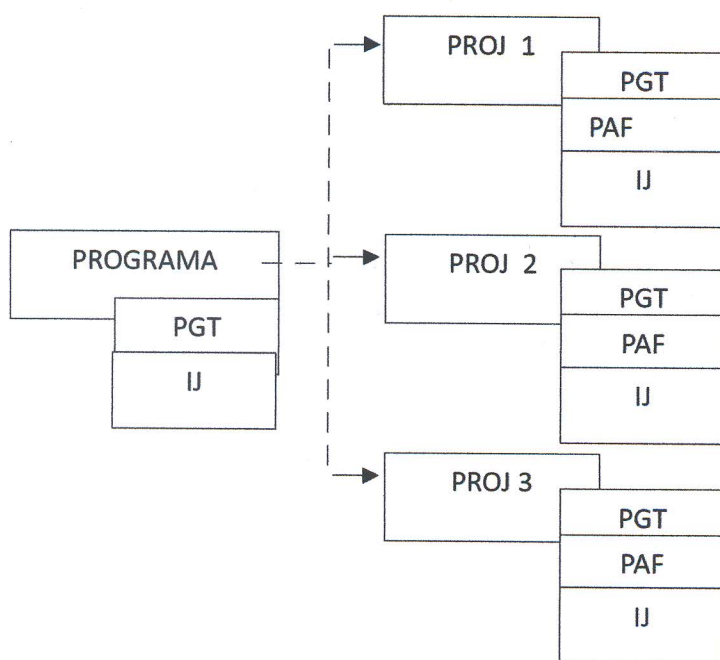 PROJ 1
PGT
PAF
IJ
PROGRAMA
PGT
IJ
PROJ 2
PGT
PAF
IJ
PROJ 3
PGT
PAF
IJ